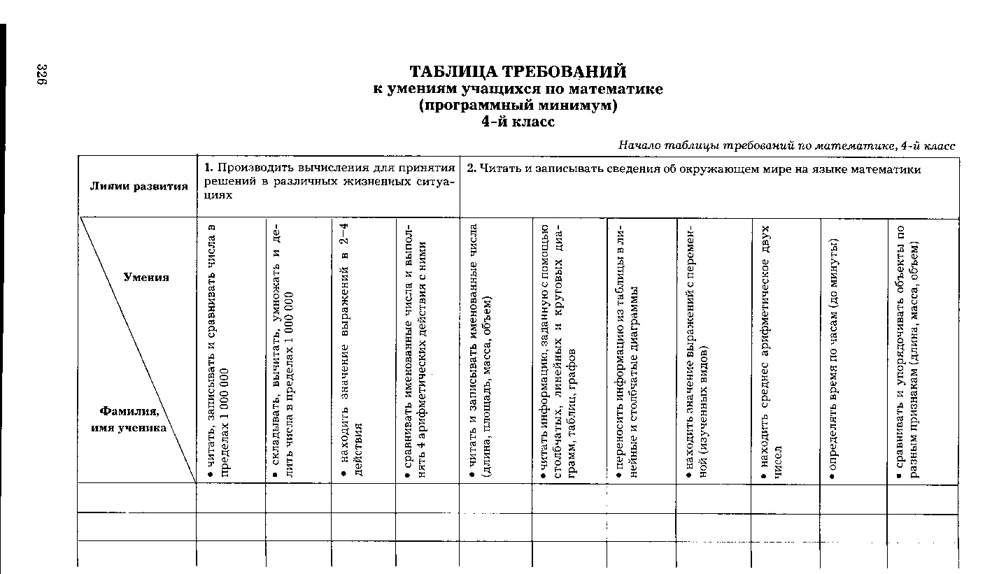 326
ТАБЛИЦА ТРЕБОВАНИЙ
к умениям учащихся по математике
(программный минимум)
4-й класс
Начало таблицы требований по математике, 4-й класс
Линии развития
1. Производить вычисления для принятия
решений в различных жизненных ситуа-
циях
2. Читать и записывать сведения об окружающем мире на языке математики
Умения
Фамилия,
имя ученика
• читать, записывать и сравнивать числа в
пределах 1 000 000
• складывать, вычитать, умножать и де-
лить числа в пределах 1 000 000
• находить значение выражений в 2–4
действия
• сравнивать именованные числа и выпол-
нять 4 арифметических действия с ними
• читать и записывать именованные числа
(длина, площадь, масса, объем)
• читать информацию, заданную с помощью
столбчатых, линейных и круговых диа-
грамм, таблиц, графов
• переносить информацию из таблицы в ли-
нейные и столбчатые диаграммы
• находить значение выражений с перемен-
ной (изученных видов)
• находить среднее арифметическое двух
чисел
• определять время по часам (до минуты)
• сравнивать и упорядочивать объекты по
разным признакам (длина, масса, объем)